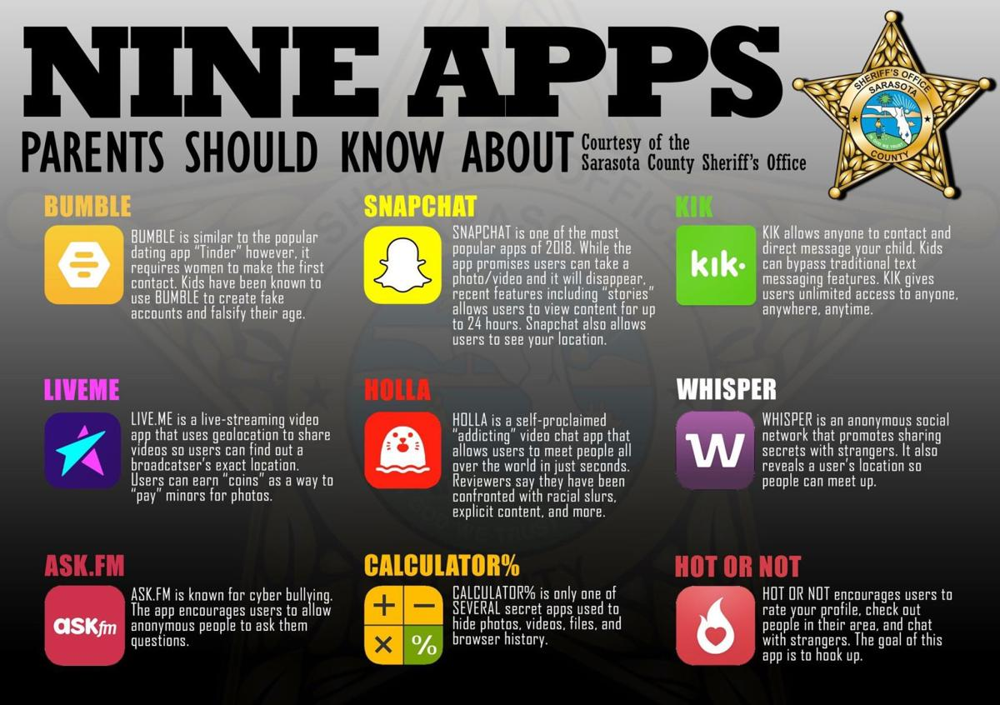 NINE APPS
PARENTS SHOULD KNOW ABOUT
Courtesy of the
Sarasota County Sheriff's Office
SHERIFF'S OFFICE
SARASOTA
IN GOD WE TRUST
COUNTY
BUMBLE
BUMBLE is similar to the popular
dating app "Tinder" however, it
requires women to make the first
contact. Kids have been known to
use BUMBLE to create fake
accounts and falsify their age.
SNAPCHAT
SNAPCHAT is one of the most
popular apps of 2018. While the
app promises users can take a
photo/video and it will disappear,
recent features including "stories"
allows users to view content for up
to 24 hours. Snapchat also allows
users to see your location.
KIK
kik.
KIK allows anyone to contact and
direct message your child. Kids
can bypass traditional text
messaging features. KIK gives
users unlimited access to anyone,
anywhere, anytime.
LIVEME
LIVE.ME is a live-streaming video
app that uses geolocation to share
videos so users can find out a
broadcatser's exact location.
Users can earn "coins" as a way to
"pay" minors for photos.
HOLLA
HOLLA is a self-proclaimed
"addicting" video chat app that
allows users to meet people all
over the world in just seconds.
Reviewers say they have been
confronted with racial slurs,
explicit content, and more.
WHISPER
W
WHISPER is an anonymous social
network that promotes sharing
secrets with strangers. It also
reveals a user's location so
people can meet up.
ASK.FM
askfm
ASK.FM is known for cyber bullying.
The app encourages users to allow
anonymous people to ask them
questions.
CALCULATOR%
+ −
× %
CALCULATOR% is only one of
SEVERAL secret apps used to
hide photos, videos, files, and
browser history.
HOT OR NOT
HOT OR NOT encourages users to
rate your profile, check out
people in their area, and chat
with strangers. The goal of this
app is to hook up.